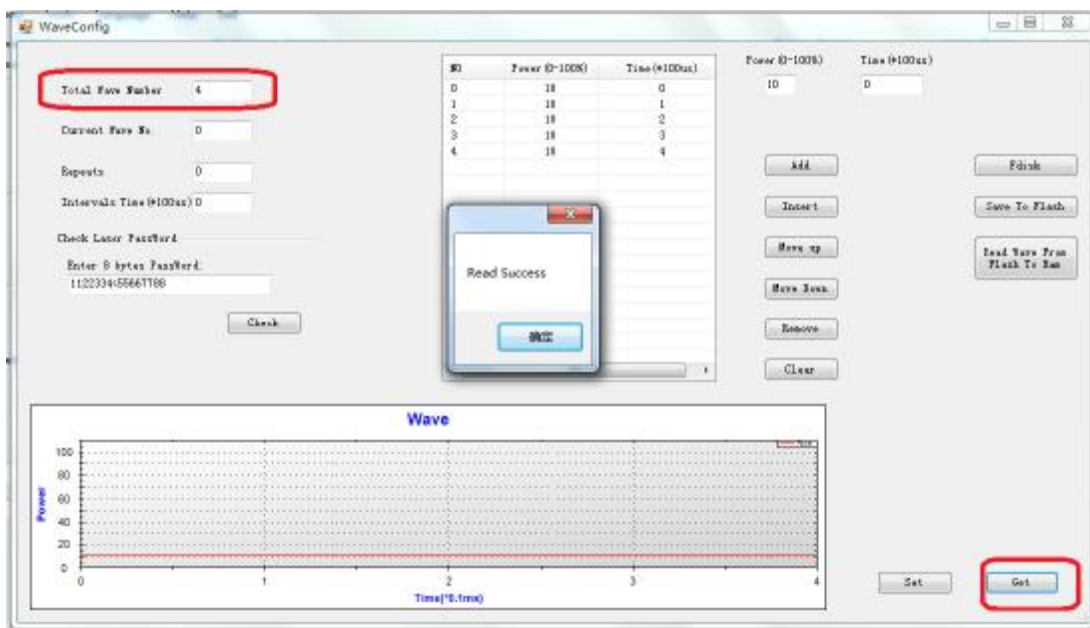 WaveConfig
Total Wave Number 4
Current Wave No. 0
Repeats 0
Intervals Time(*100us) 0
Check Laser PassWord
Enter 8 bytes PassWord:
1122334455667788
Check
NO Power (0-100%) Time(*100us)
0 10 0
1 10 1
2 10 2
3 10 3
4 10 4
Power (0-100%) Time(*100us)
10 0
Add
Insert
Move up
Move Down
Remove
Clear
Fdisk
Save To Flash
Read Wave From
Flash To Ram
Read Success
确定
Wave
Power
100
80
60
40
20
0
0 1 2 3 4
Time(*0.1ms)
Set
Get